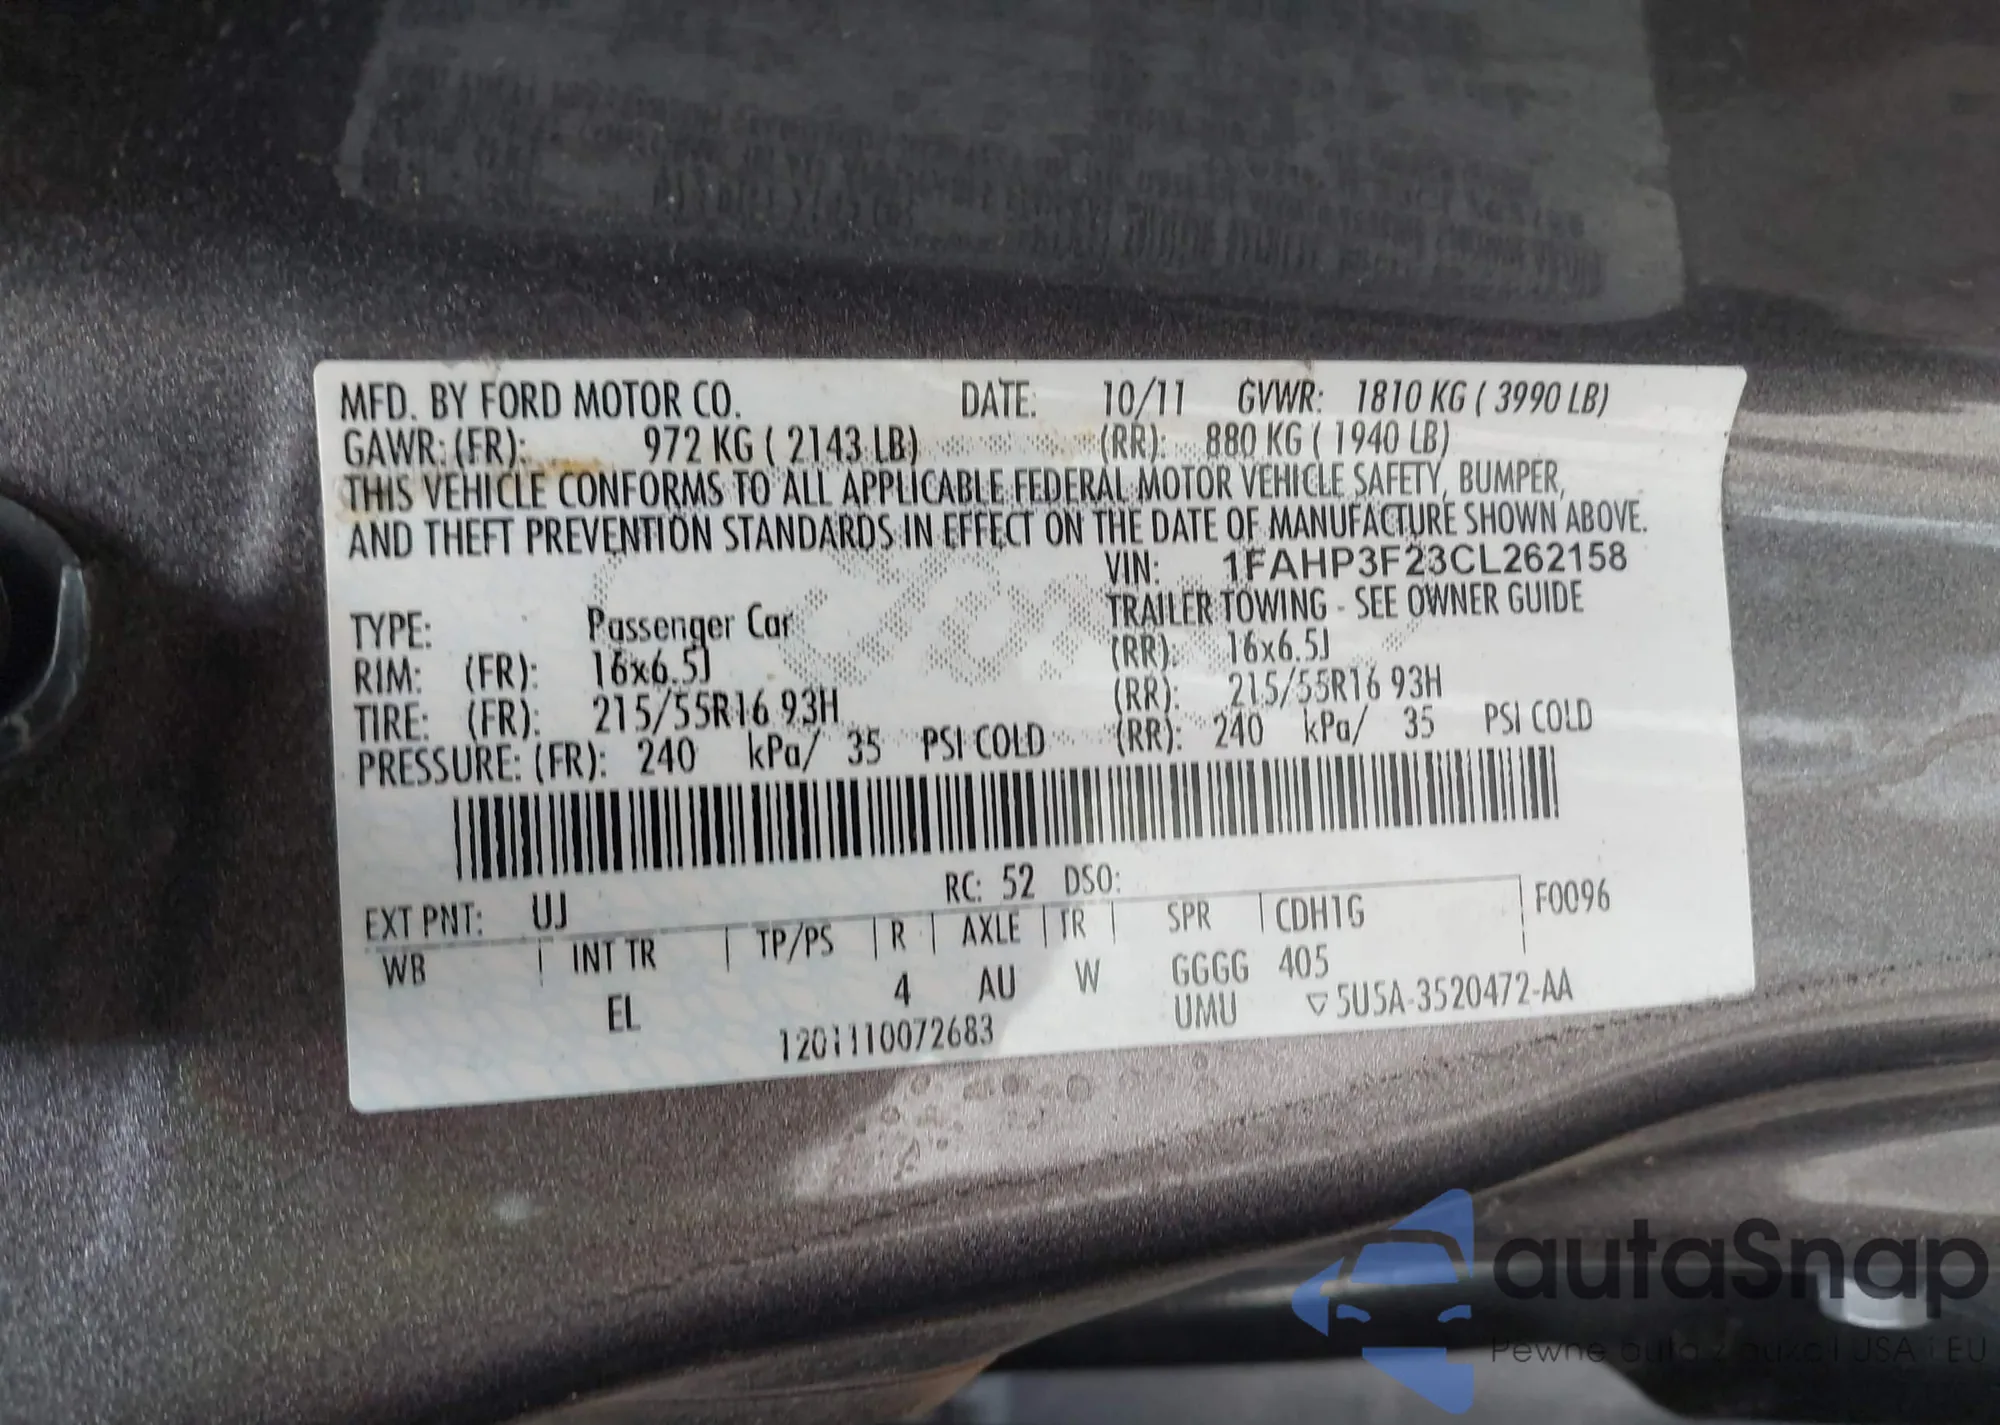 MFD. BY FORD MOTOR CO. DATE: 10/11 GVWR: 1810 KG ( 3990 LB)
GAWR: (FR): 972 KG ( 2143 LB) (RR): 880 KG ( 1940 LB)
THIS VEHICLE CONFORMS TO ALL APPLICABLE FEDERAL MOTOR VEHICLE SAFETY, BUMPER,
AND THEFT PREVENTION STANDARDS IN EFFECT ON THE DATE OF MANUFACTURE SHOWN ABOVE.
VIN: 1FAHP3F23CL262158
TYPE: Passenger Car TRAILER TOWING - SEE OWNER GUIDE
RIM: (FR): 16x6.5J (RR): 16x6.5J
TIRE: (FR): 215/55R16 93H (RR): 215/55R16 93H
PRESSURE: (FR): 240 kPa/ 35 PSI COLD (RR): 240 kPa/ 35 PSI COLD
EXT PNT: UJ RC: 52 DSO:
WB INT TR TP/PS R AXLE TR SPR CDH1G F0096
EL 4 AU W GGGG 405
1201110072683 UMU 5U5A-3520472-AA
autaSnap
Pewne auta z aukcji USA i EU